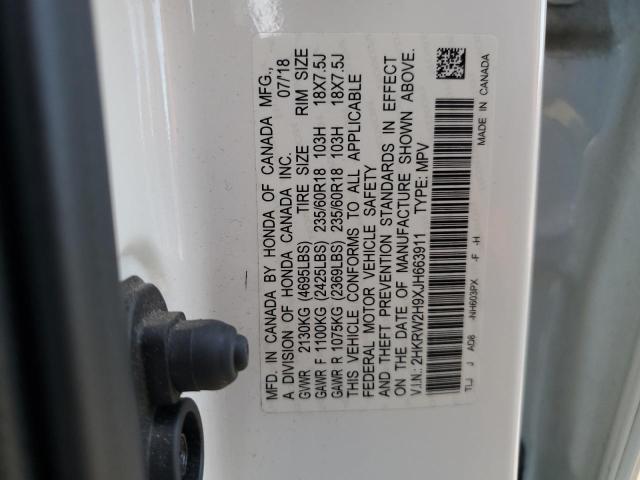 MFD. IN CANADA BY HONDA OF CANADA MFG.,
A DIVISION OF HONDA CANADA INC. 07/18
GVWR 2130KG (4695LBS) TIRE SIZE RIM SIZE
GAWR F 1100KG (2425LBS) 235/60R18 103H 18X7.5J
GAWR R 1075KG (2369LBS) 235/60R18 103H 18X7.5J
THIS VEHICLE CONFORMS TO ALL APPLICABLE
FEDERAL MOTOR VEHICLE SAFETY
AND THEFT PREVENTION STANDARDS IN EFFECT
ON THE DATE OF MANUFACTURE SHOWN ABOVE.
V.I.N.: 2HKRW2H9XJH663911 TYPE: MPV
TLJ J AD8 -NH603PX -F -H MADE IN CANADA